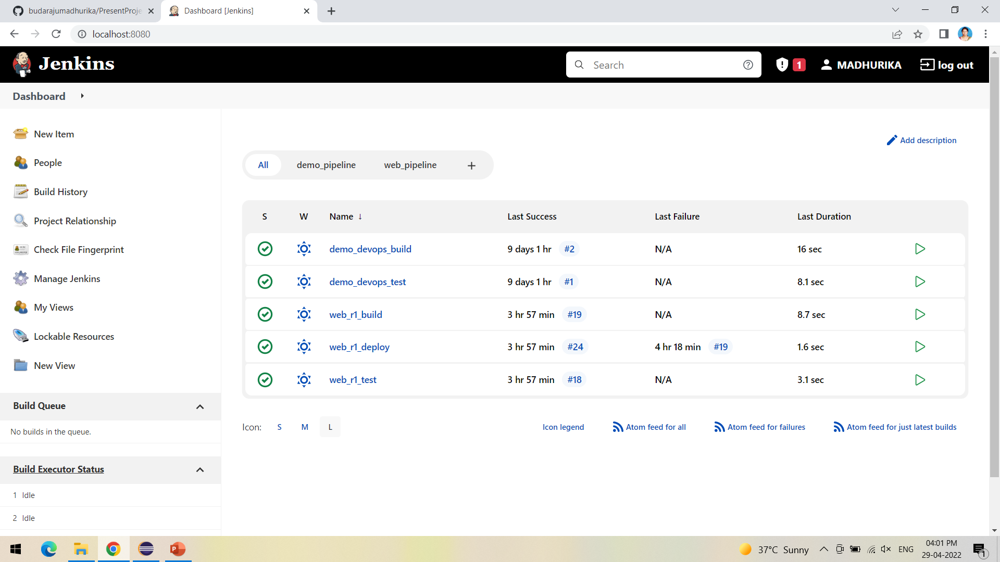 budarajumadhurika/PresentProje
Dashboard [Jenkins]
localhost:8080
Jenkins
Search
1
MADHURIKA
log out
Dashboard
New Item
People
Build History
Project Relationship
Check File Fingerprint
Manage Jenkins
My Views
Lockable Resources
New View
Build Queue
No builds in the queue.
Build Executor Status
1 Idle
2 Idle
Add description
All demo_pipeline web_pipeline +
S W Name ↓ Last Success Last Failure Last Duration
demo_devops_build 9 days 1 hr #2 N/A 16 sec
demo_devops_test 9 days 1 hr #1 N/A 8.1 sec
web_r1_build 3 hr 57 min #19 N/A 8.7 sec
web_r1_deploy 3 hr 57 min #24 4 hr 18 min #19 1.6 sec
web_r1_test 3 hr 57 min #18 N/A 3.1 sec
Icon: S M L
Icon legend Atom feed for all Atom feed for failures Atom feed for just latest builds
37°C Sunny
ENG
04:01 PM
29-04-2022
1